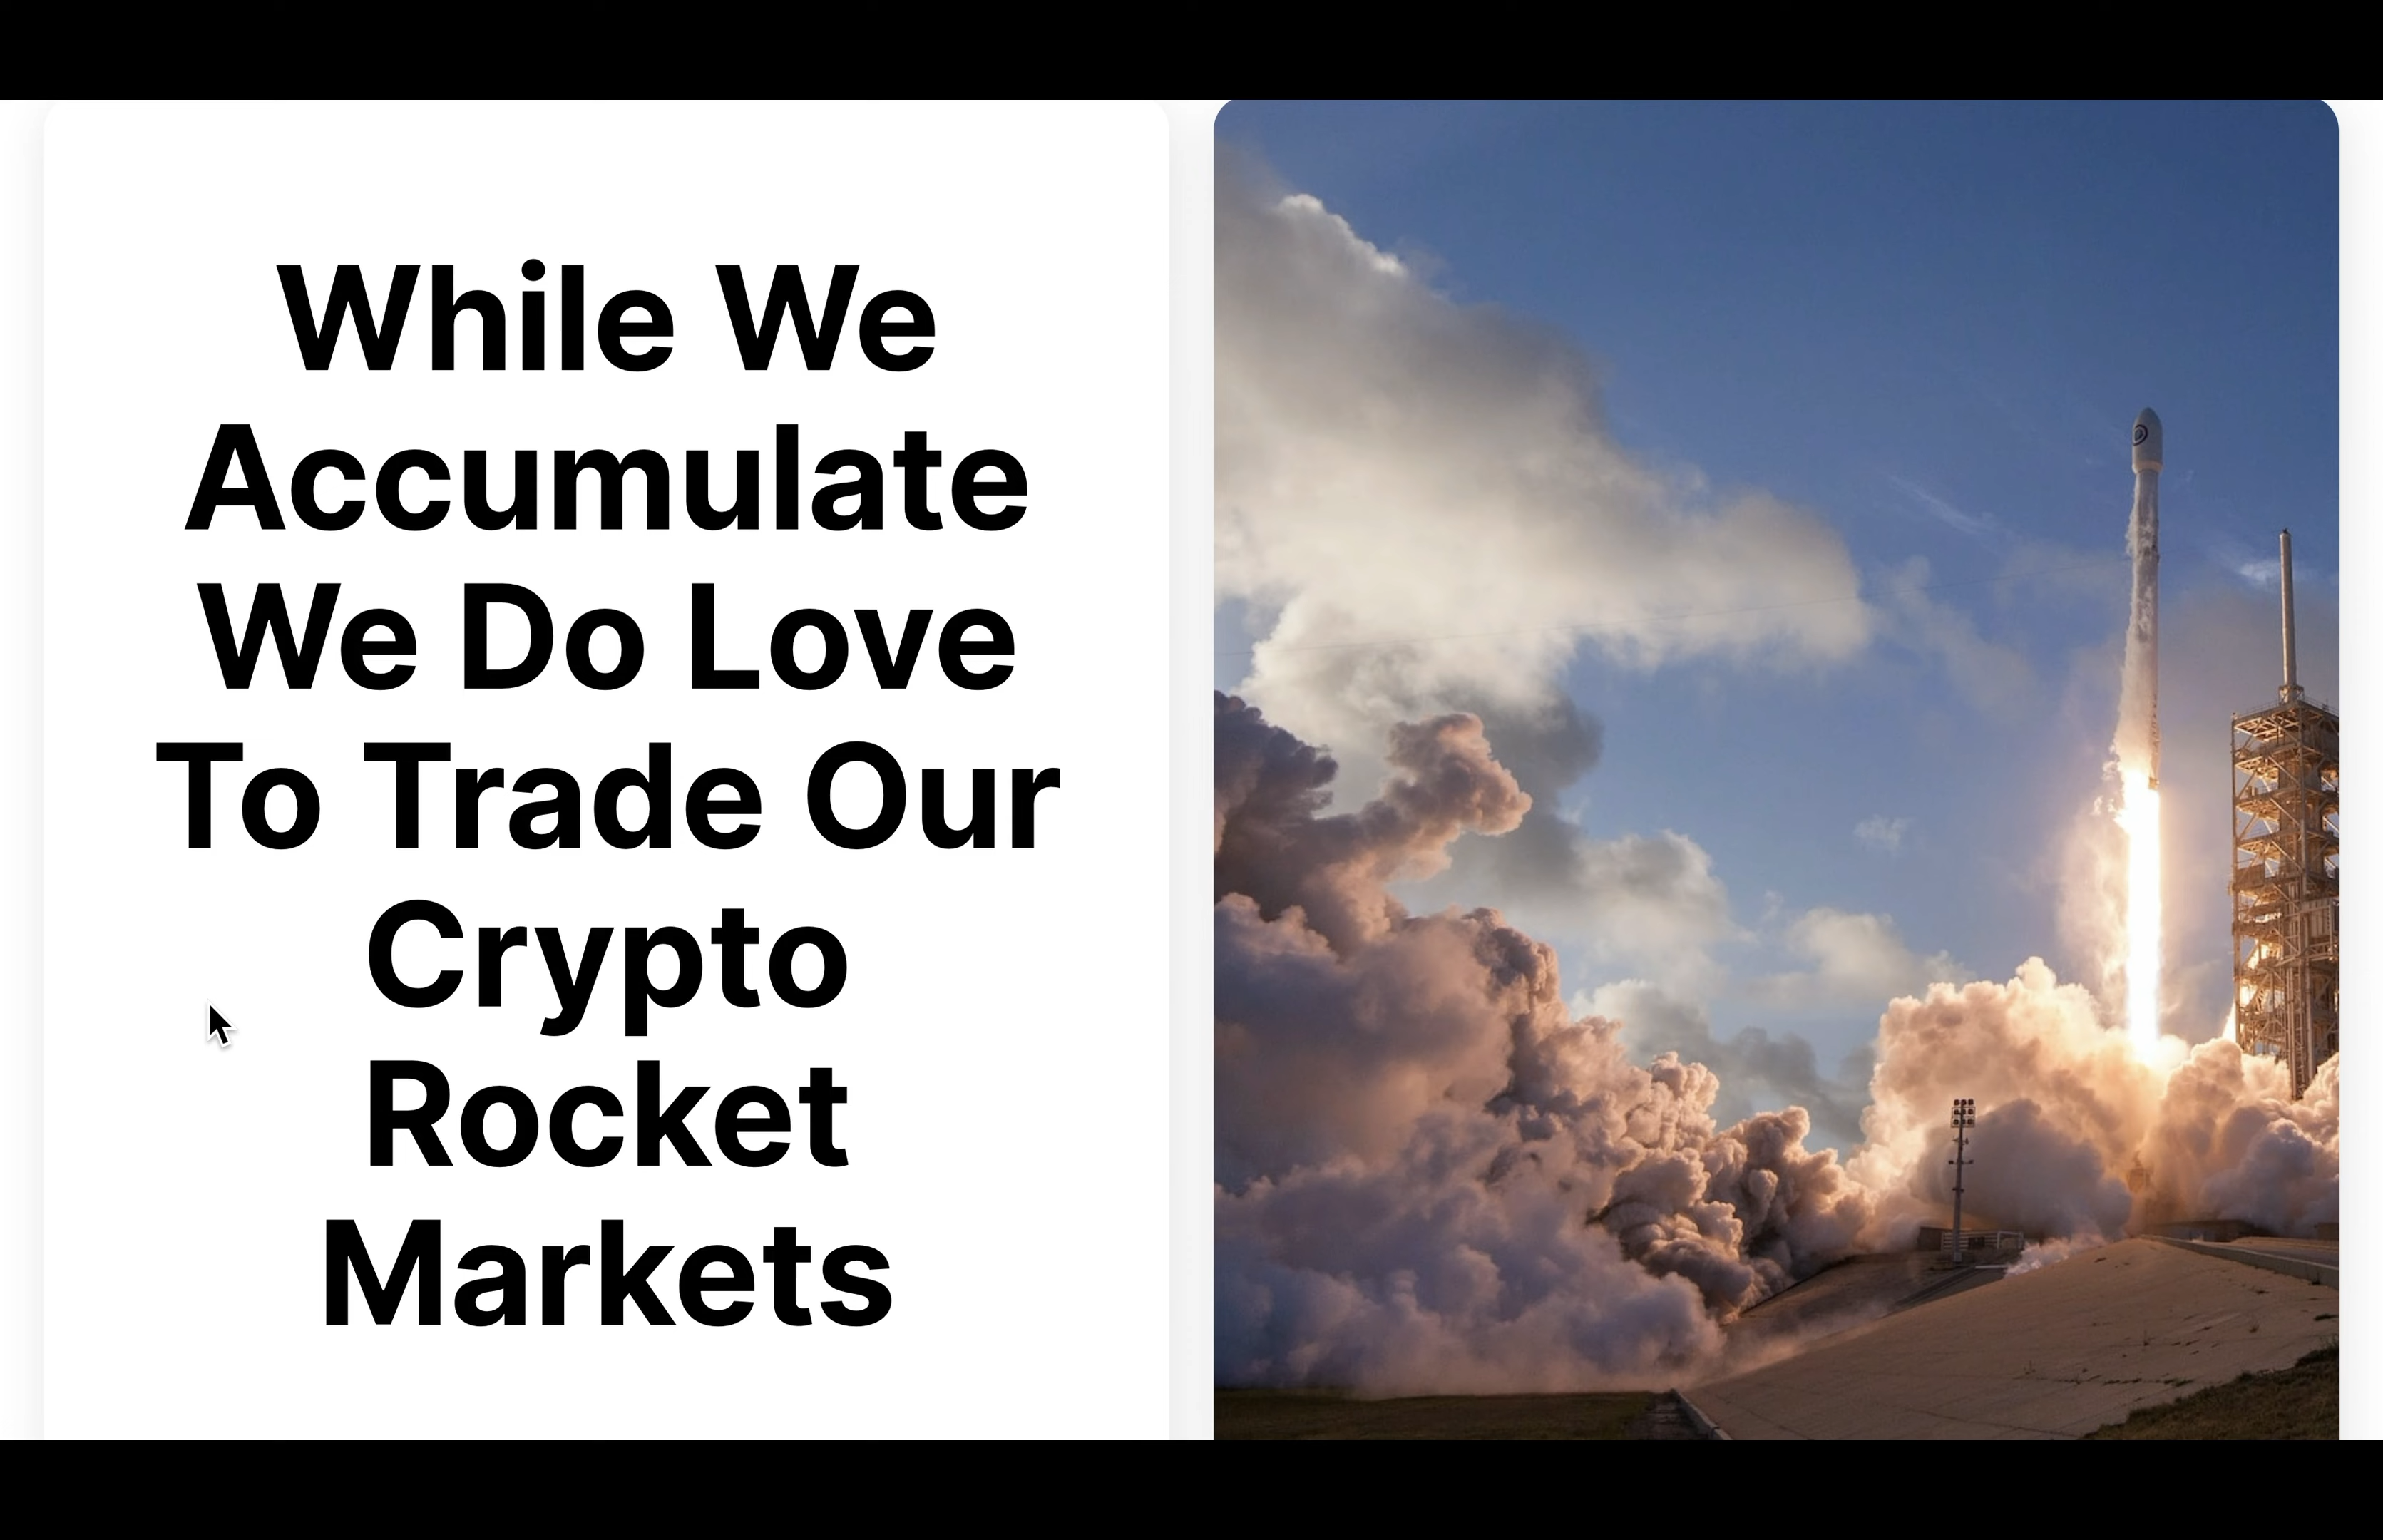 While We
Accumulate
We Do Love
To Trade Our
Crypto
Rocket
Markets